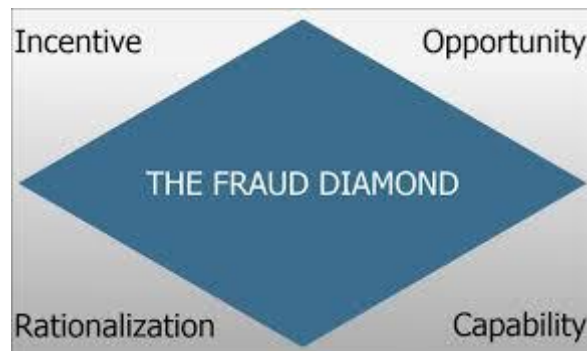 Incentive
Opportunity
THE FRAUD DIAMOND
Rationalization
Capability